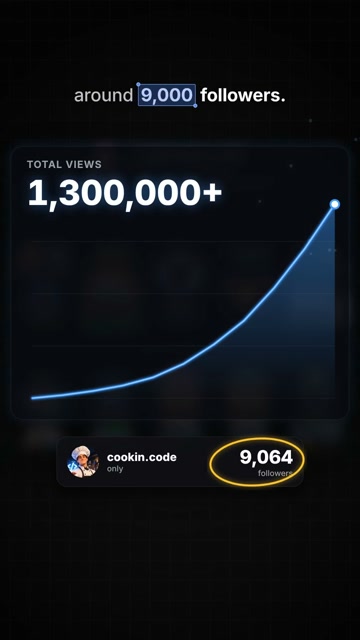 around 9,000 followers.
TOTAL VIEWS
1,300,000+
cookin.code
only
9,064
followers